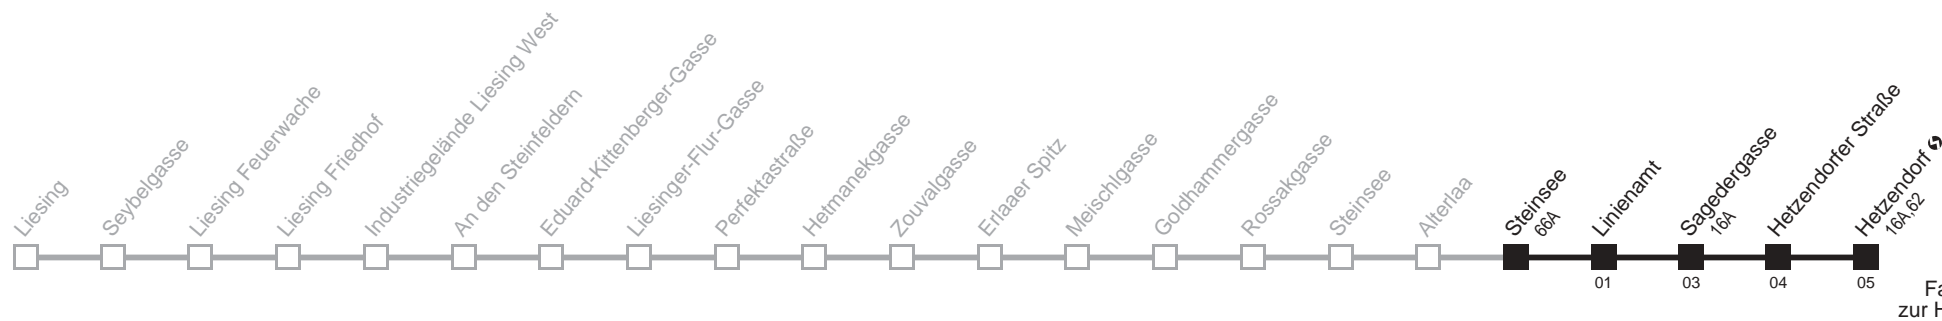 Liesing
Seybelgasse
Liesing Feuerwache
Liesing Friedhof
Industriegelände Liesing West
An den Steinfeldern
Eduard-Kittenberger-Gasse
Liesinger-Flur-Gasse
Perfektastraße
Hetmanekgasse
Zouvalgasse
Erlaaer Spitz
Meischlgasse
Goldhammergasse
Rossakgasse
Steinsee
Alterlaa
Steinsee
66A
Linienamt
Sagedergasse
16A
Hetzendorfer Straße
Hetzendorf
16A,62
01
03
04
05
Fa
zur H